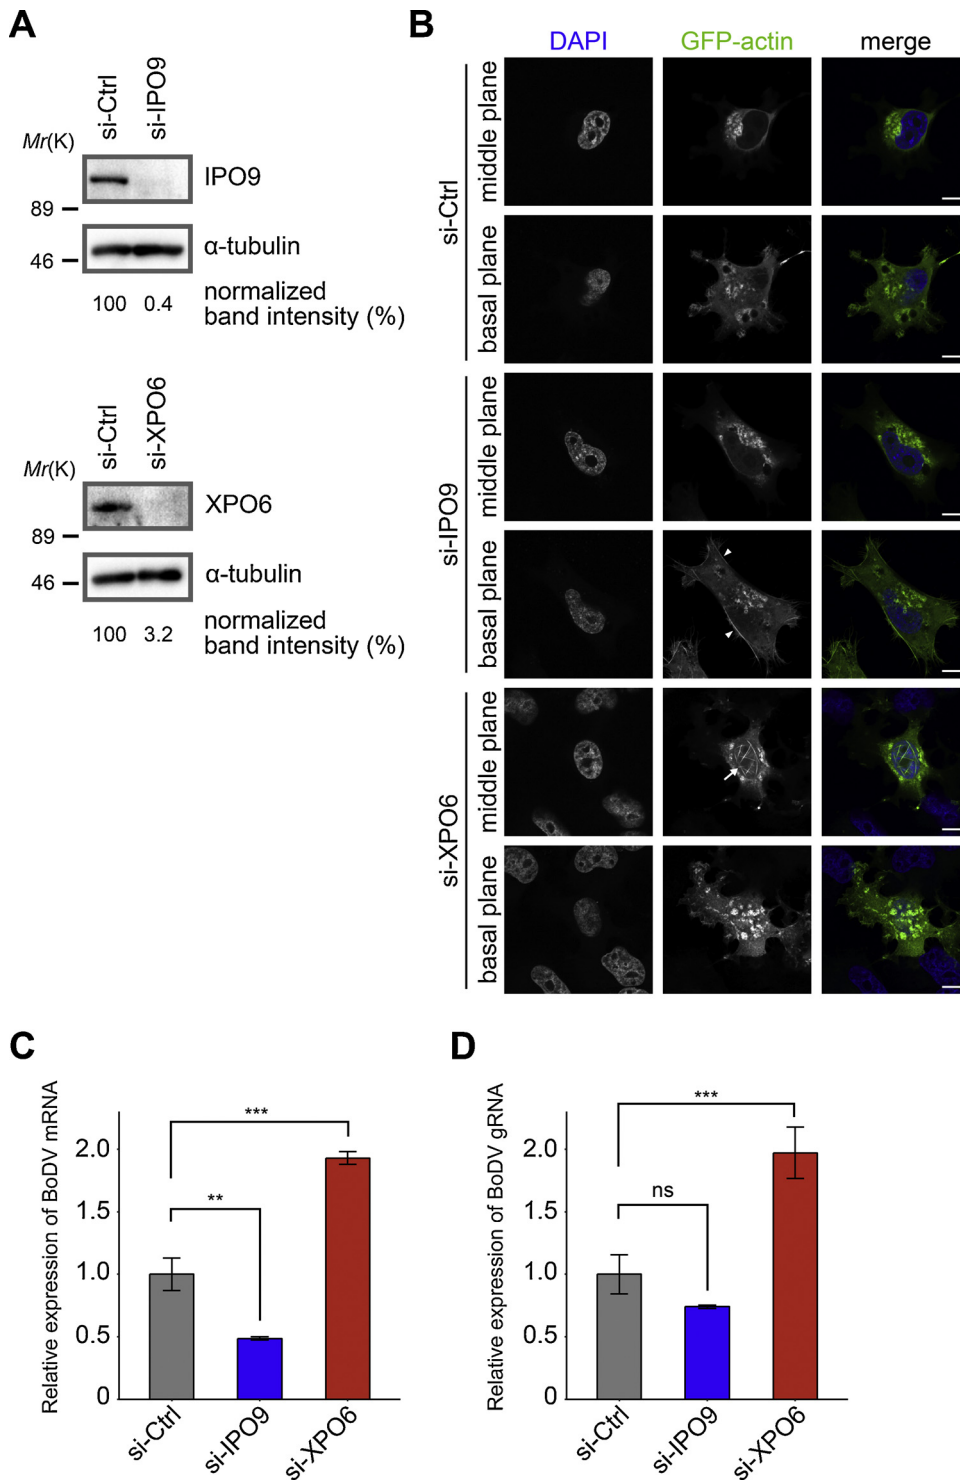 A
si-Ctrl
si-IPO9
Mr(K)
IPO9
89
α-tubulin
46
100 0.4 normalized
band intensity (%)
si-Ctrl
si-XPO6
Mr(K)
XPO6
89
α-tubulin
46
100 3.2 normalized
band intensity (%)
B
DAPI GFP-actin merge
si-Ctrl
middle plane
basal plane
si-IPO9
middle plane
basal plane
si-XPO6
middle plane
basal plane
C
Relative expression of BoDV mRNA
***
2.0
**
1.5
1.0
0.5
0
si-Ctrl si-IPO9 si-XPO6
D
Relative expression of BoDV gRNA
***
2.0
ns
1.5
1.0
0.5
0
si-Ctrl si-IPO9 si-XPO6